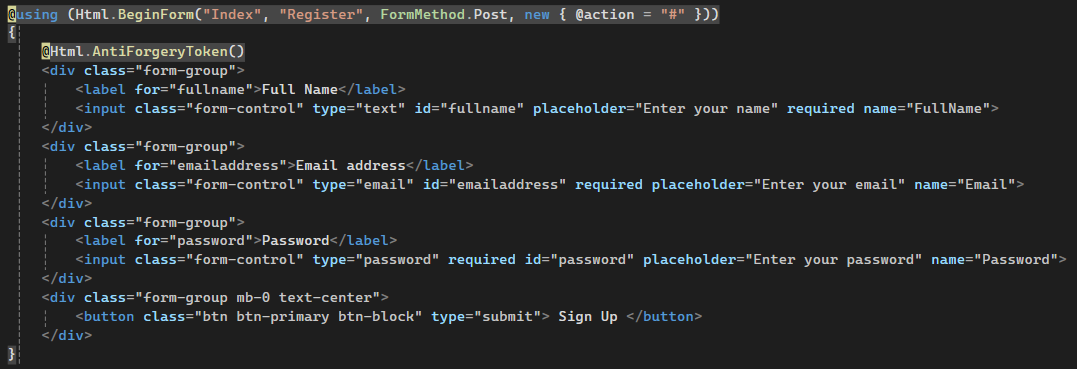 @using (Html.BeginForm("Index", "Register", FormMethod.Post, new { @action = "#" }))
{
    @Html.AntiForgeryToken()
    <div class="form-group">
        <label for="fullname">Full Name</label>
        <input class="form-control" type="text" id="fullname" placeholder="Enter your name" required name="FullName">
    </div>
    <div class="form-group">
        <label for="emailaddress">Email address</label>
        <input class="form-control" type="email" id="emailaddress" required placeholder="Enter your email" name="Email">
    </div>
    <div class="form-group">
        <label for="password">Password</label>
        <input class="form-control" type="password" required id="password" placeholder="Enter your password" name="Password">
    </div>
    <div class="form-group mb-0 text-center">
        <button class="btn btn-primary btn-block" type="submit"> Sign Up </button>
    </div>
}